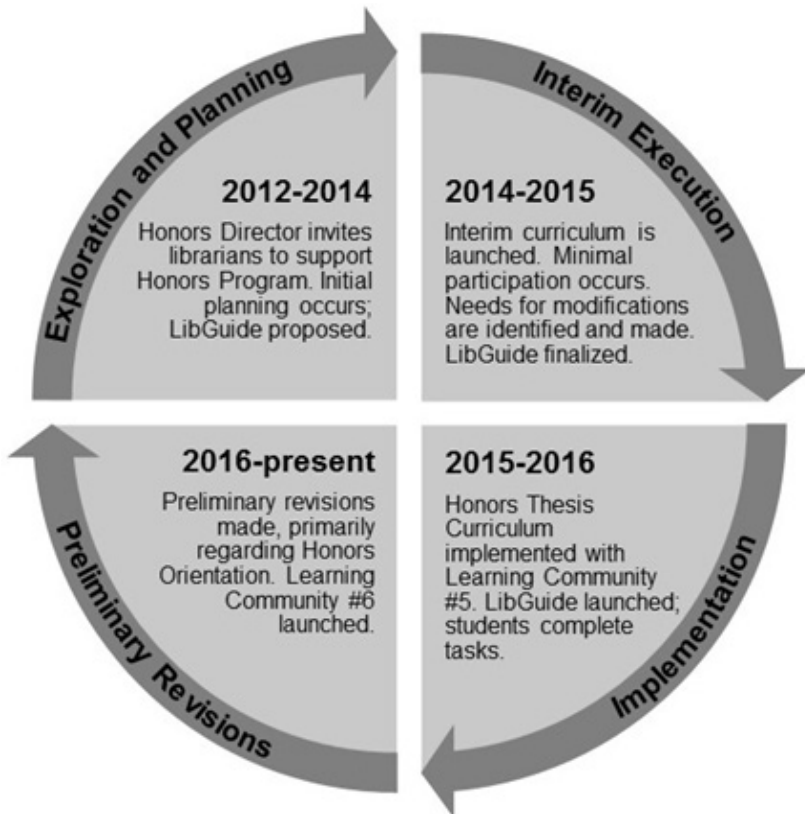 Exploration and Planning
2012-2014
Honors Director invites
librarians to support
Honors Program. Initial
planning occurs;
LibGuide proposed.
Interim Execution
2014-2015
Interim curriculum is
launched. Minimal
participation occurs.
Needs for modifications
are identified and made.
LibGuide finalized.
Implementation
2015-2016
Honors Thesis
Curriculum
implemented with
Learning Community
#5. LibGuide launched;
students complete
tasks.
Preliminary Revisions
2016-present
Preliminary revisions
made, primarily
regarding Honors
Orientation. Learning
Community #6
launched.